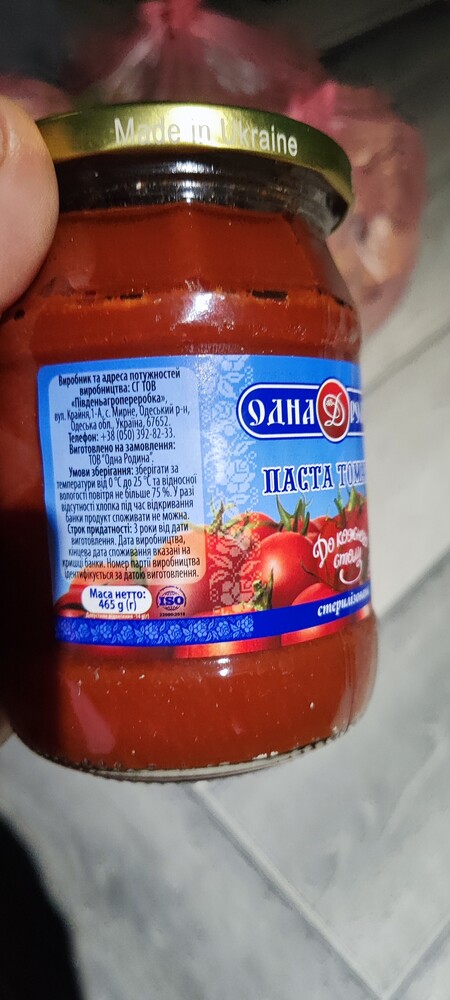 Made in Ukraine
Виробник та адреса потужностей
виробництва: СГ ТОВ
«Південьагропереробка»,
вул. Крайня,1-А, с. Мирне, Одеський р-н,
Одеська обл., Україна, 67652.
Телефон: +38 (050) 392-82-33.
Виготовлено на замовлення:
ТОВ "Одна Родина".
Умови зберігання: зберігати за
температури від 0˚С до 25˚С та відносної
вологості повітря не більше 75 %. У разі
відсутності хлопка під час відкривання
банки продукт споживати не можна.
Строк придатності: 3 роки від дати
виготовлення. Дата виробництва,
кінцева дата споживання вказані на
кришці банки. Номер партії виробництва
ідентифікується за датою виготовлення.
Маса нетто:
465 g (г)
ISO
22000:2019
ОДНА
ПАСТА ТОМ
До кожного
столу
стерилізована